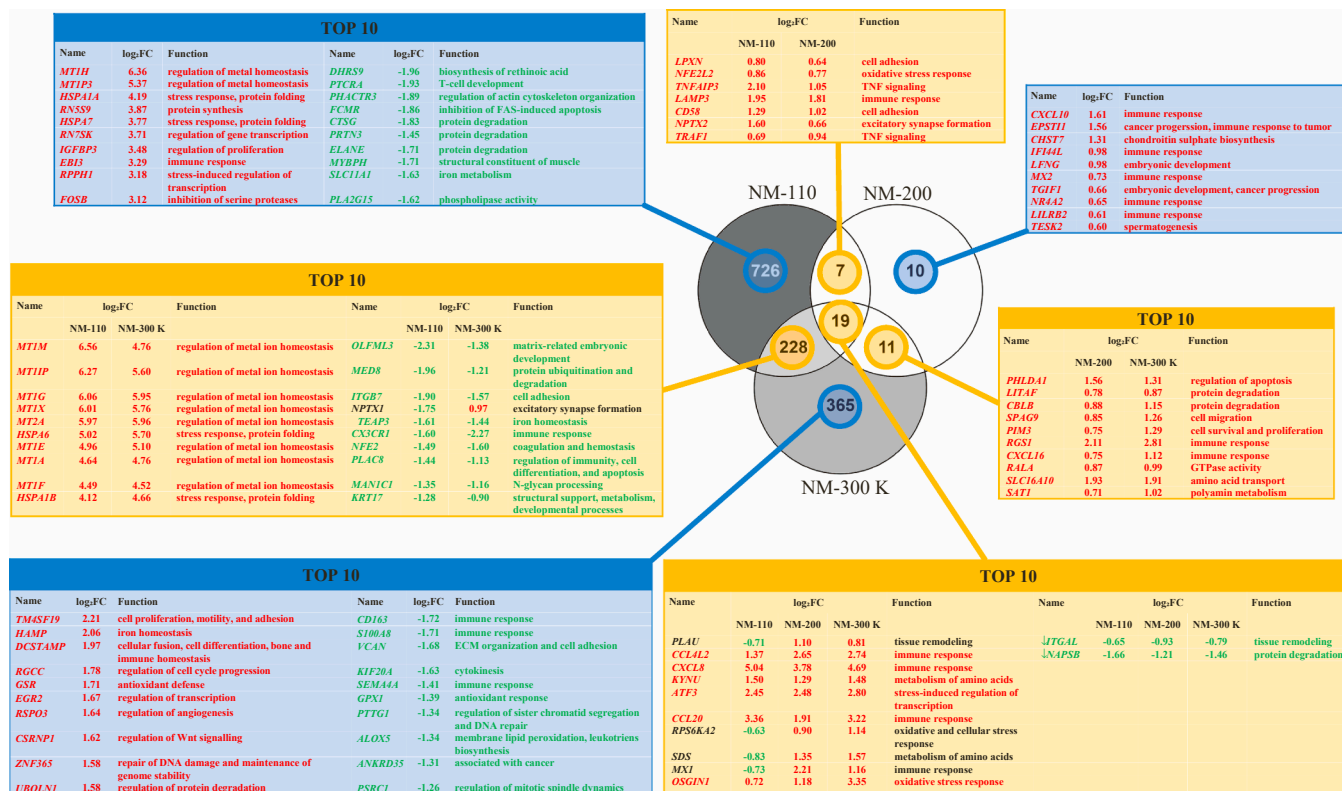 TOP 10
Name log₂FC Function Name log₂FC Function
MT1H 6.36 regulation of metal homeostasis DHRS9 -1.96 biosynthesis of rethinoic acid
MT1P3 5.37 regulation of metal homeostasis PTCRA -1.93 T-cell development
HSPA1A 4.19 stress response, protein folding PHACTR3 -1.89 regulation of actin cytoskeleton organization
RN5S9 3.87 protein synthesis FCMR -1.86 inhibition of FAS-induced apoptosis
HSPA7 3.77 stress response, protein folding CTSG -1.83 protein degradation
RN7SK 3.71 regulation of gene transcription PRTN3 -1.45 protein degradation
IGFBP3 3.48 regulation of proliferation ELANE -1.71 protein degradation
EBI3 3.29 immune response MYBPH -1.71 structural constituent of muscle
RPPH1 3.18 stress-induced regulation of SLC11A1 -1.63 iron metabolism
transcription
FOSB 3.12 inhibition of serine proteases PLA2G15 -1.62 phospholipase activity
Name log₂FC Function
NM-110 NM-200
LPXN 0.80 0.64 cell adhesion
NFE2L2 0.86 0.77 oxidative stress response
TNFAIP3 2.10 1.05 TNF signaling
LAMP3 1.95 1.81 immune response
CD58 1.29 1.02 cell adhesion
NPTX2 1.60 0.66 excitatory synapse formation
TRAF1 0.69 0.94 TNF signaling
TOP 10
Name log₂FC Function
CXCL10 1.61 immune response
EPSTI1 1.56 cancer progerssion, immune response to tumor
CHST7 1.31 chondroitin sulphate biosynthesis
IFI44L 0.98 immune response
LFNG 0.98 embryonic development
MX2 0.73 immune response
TGIF1 0.66 embryonic development, cancer progression
NR4A2 0.65 immune response
LILRB2 0.61 immune response
TESK2 0.60 spermatogenesis
NM-110
NM-200
726
7
10
19
228
11
365
NM-300 K
TOP 10
Name log₂FC Function Name log₂FC Function
NM-110 NM-300 K NM-110 NM-300 K
MT1M 6.56 4.76 regulation of metal ion homeostasis OLFML3 -2.31 -1.38 matrix-related embryonic
development
MT1IP 6.27 5.60 regulation of metal ion homeostasis MED8 -1.96 -1.21 protein ubiquitination and
degradation
MT1G 6.06 5.95 regulation of metal ion homeostasis ITGB7 -1.90 -1.57 cell adhesion
MT1X 6.01 5.76 regulation of metal ion homeostasis NPTX1 -1.75 0.97 excitatory synapse formation
MT2A 5.97 5.96 regulation of metal ion homeostasis TEAP3 -1.61 -1.44 iron homeostasis
HSPA6 5.02 5.70 stress response, protein folding CX3CR1 -1.60 -2.27 immune response
MT1E 4.96 5.10 regulation of metal ion homeostasis NFE2 -1.49 -1.60 coagulation and hemostasis
MT1A 4.64 4.76 regulation of metal ion homeostasis PLAC8 -1.44 -1.13 regulation of immunity, cell
differentiation, and apoptosis
MT1F 4.49 4.52 regulation of metal ion homeostasis MAN1C1 -1.35 -1.16 N-glycan processing
HSPA1B 4.12 4.66 stress response, protein folding KRT17 -1.28 -0.90 structural support, metabolism,
developmental processes
TOP 10
Name log₂FC Function
NM-200 NM-300 K
PHLDA1 1.56 1.31 regulation of apoptosis
LITAF 0.78 0.87 protein degradation
CBLB 0.88 1.15 protein degradation
SPAG9 0.85 1.26 cell migration
PIM3 0.75 1.29 cell survival and proliferation
RGS1 2.11 2.81 immune response
CXCL16 0.75 1.12 immune response
RALA 0.87 0.99 GTPase activity
SLC16A10 1.93 1.91 amino acid transport
SAT1 0.71 1.02 polyamin metabolism
TOP 10
Name log₂FC Function Name log₂FC Function
TM4SF19 2.21 cell proliferation, motility, and adhesion CD163 -1.72 immune response
HAMP 2.06 iron homeostasis S100A8 -1.71 immune response
DCSTAMP 1.97 cellular fusion, cell differentiation, bone and VCAN -1.68 ECM organization and cell adhesion
immune homeostasis
RGCC 1.78 regulation of cell cycle progression KIF20A -1.63 cytokinesis
GSR 1.71 antioxidant defense SEMA4A -1.41 immune response
EGR2 1.67 regulation of transcription GPX1 -1.39 antioxidant response
RSPO3 1.64 regulation of angiogenesis PTTG1 -1.34 regulation of sister chromatid segregation
and DNA repair
CSRNP1 1.62 regulation of Wnt signalling ALOX5 -1.34 membrane lipid peroxidation, leukotriens
biosynthesis
ZNF365 1.58 repair of DNA damage and maintenance of ANKRD35 -1.31 associated with cancer
genome stability
UBQLN1 1.58 regulation of protein degradation PSRC1 -1.26 regulation of mitotic spindle dynamics
TOP 10
Name log₂FC Function Name log₂FC
NM-110 NM-200 NM-300 K NM-110 NM-200 NM-300 K
PLAU -0.71 1.10 0.81 tissue remodeling ↓ITGAL -0.65 -0.93 -0.79 tissue remodeling
CCL4L2 1.37 2.65 2.74 immune response ↓NAPSB -1.66 -1.21 -1.46 protein degradation
CXCL8 5.04 3.78 4.69 immune response
KYNU 1.50 1.29 1.48 metabolism of amino acids
ATF3 2.45 2.48 2.80 stress-induced regulation of
transcription
CCL20 3.36 1.91 3.22 immune response
RPS6KA2 -0.63 0.90 1.14 oxidative and cellular stress
response
SDS -0.83 1.35 1.57 metabolism of amino acids
MX1 -0.73 2.21 1.16 immune response
OSGIN1 0.72 1.18 3.35 oxidative stress response